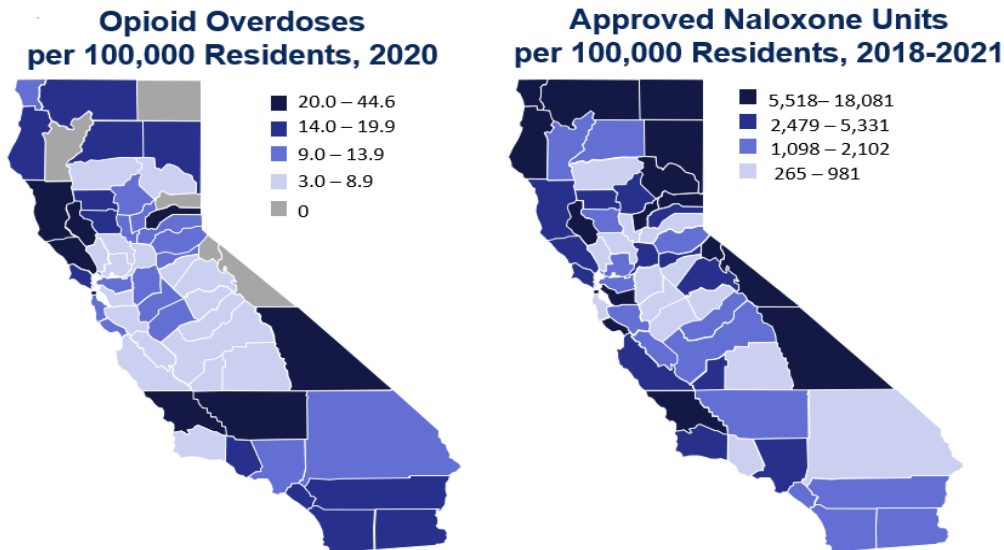 Opioid Overdoses
per 100,000 Residents, 2020
20.0 – 44.6
14.0 – 19.9
9.0 – 13.9
3.0 – 8.9
0
Approved Naloxone Units
per 100,000 Residents, 2018-2021
5,518– 18,081
2,479 – 5,331
1,098 – 2,102
265 – 981